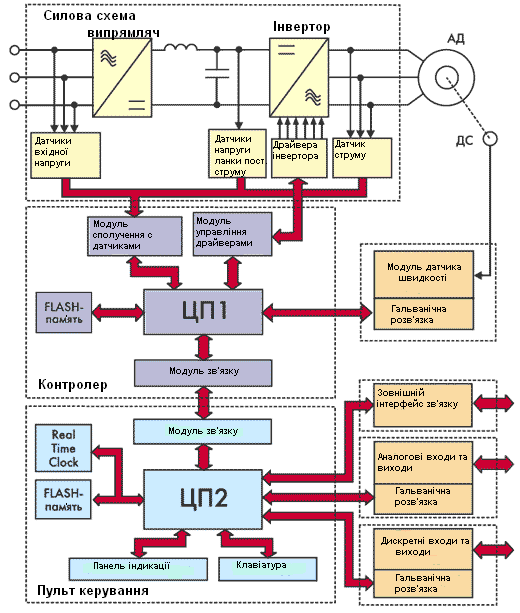 Силова схема
випрямляч
Інвертор
АД
ДС
Датчики
вхідної
напруги
Датчики
напруги
ланки пост.
струму
Драйвера
інвертора
Датчик
струму
Модуль
сполучення с
датчиками
Модуль
управління
драйверами
Модуль датчика
швидкості
Гальванічна
розв'язка
FLASH-
пам'ять
ЦП1
Модуль зв'язку
Контролер
Модуль зв'язку
Real
Time
Clock
FLASH-
пам'ять
ЦП2
Панель індикації
Клавіатура
Пульт керування
Зовнішній
інтерфейс зв'язку
Аналогові входи та
виходи
Гальванічна
розв'язка
Дискретні входи та
виходи
Гальванічна
розв'язка